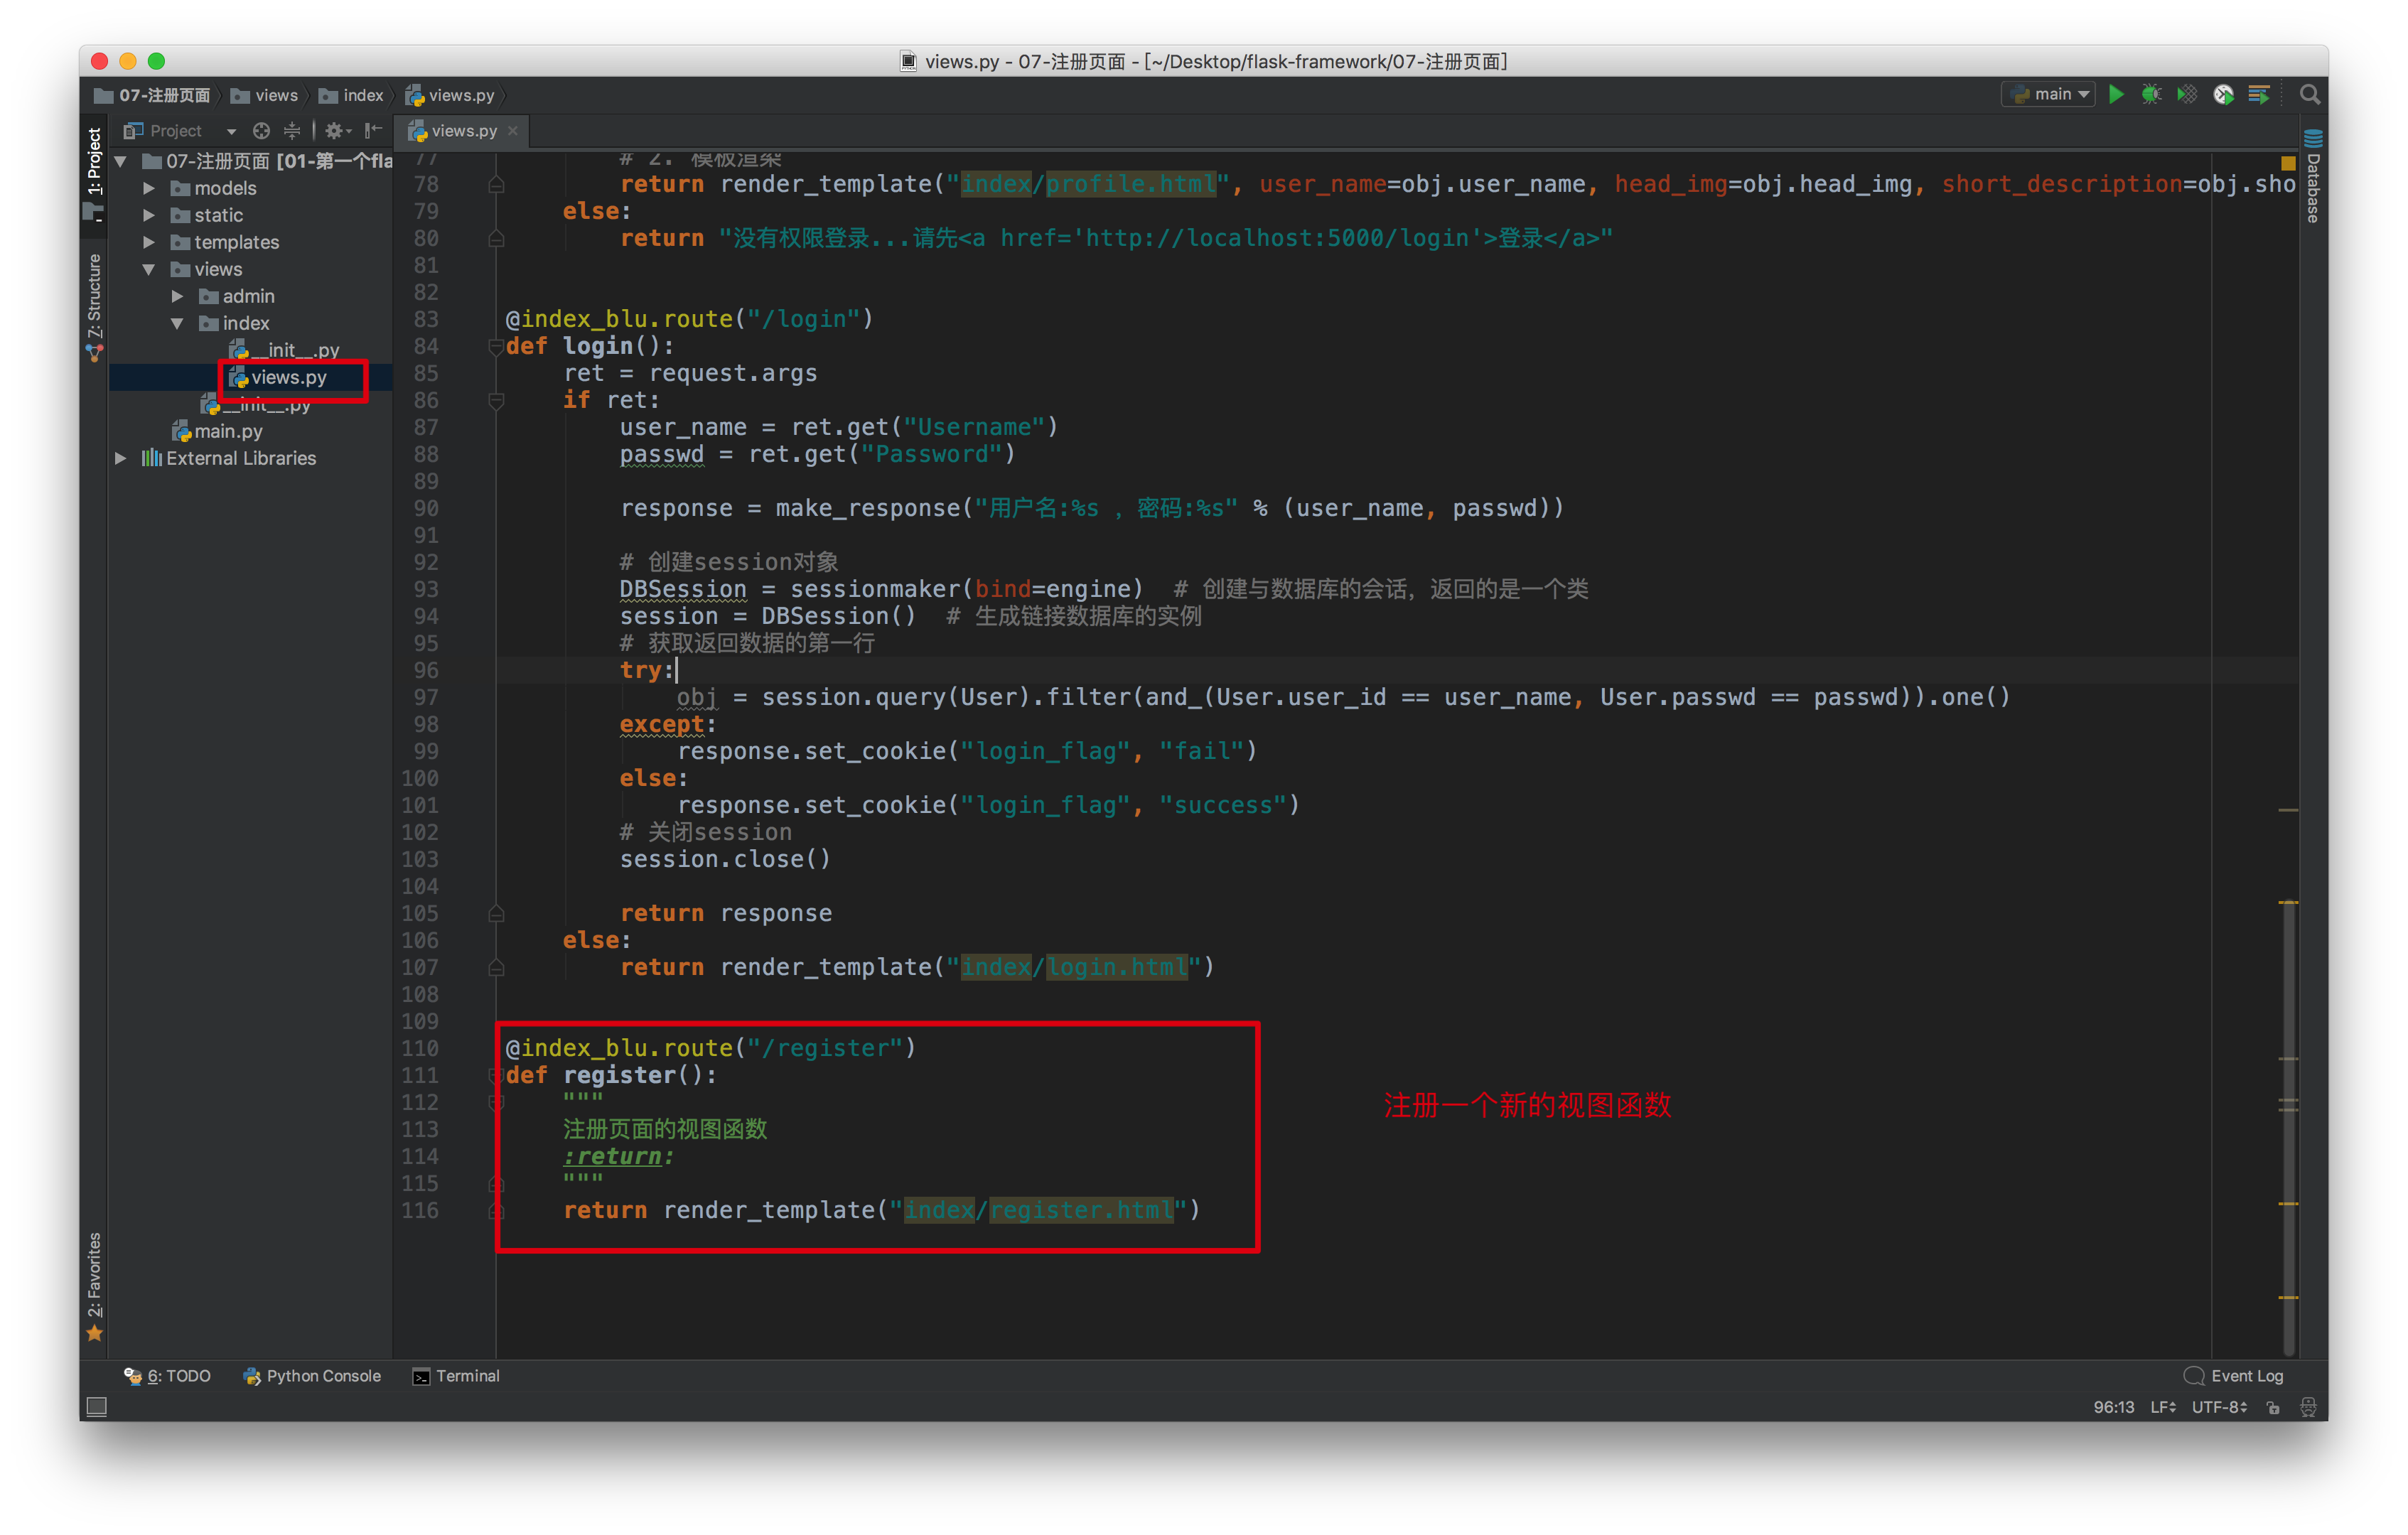 views.py - 07-注册页面 - [~/Desktop/flask-framework/07-注册页面]
07-注册页面 views index views.py
main
1: Project
Z: Structure
2: Favorites
Project
07-注册页面 [01-第一个fla
models
static
templates
views
admin
index
__init__.py
views.py
__init__.py
main.py
External Libraries
views.py
77 # 2. 模板渲染
78 return render_template("index/profile.html", user_name=obj.user_name, head_img=obj.head_img, short_description=obj.sho
79 else:
80 return "没有权限登录...请先<a href='http://localhost:5000/login'>登录</a>"
81
82
83 @index_blu.route("/login")
84 def login():
85 ret = request.args
86 if ret:
87 user_name = ret.get("Username")
88 passwd = ret.get("Password")
89
90 response = make_response("用户名:%s ，密码:%s" % (user_name, passwd))
91
92 # 创建session对象
93 DBSession = sessionmaker(bind=engine)  # 创建与数据库的会话，返回的是一个类
94 session = DBSession()  # 生成链接数据库的实例
95 # 获取返回数据的第一行
96 try:
97 obj = session.query(User).filter(and_(User.user_id == user_name, User.passwd == passwd)).one()
98 except:
99 response.set_cookie("login_flag", "fail")
100 else:
101 response.set_cookie("login_flag", "success")
102 # 关闭session
103 session.close()
104
105 return response
106 else:
107 return render_template("index/login.html")
108
109
110 @index_blu.route("/register")
111 def register():
112 """
113 注册页面的视图函数
114 :return:
115 """
116 return render_template("index/register.html")
注册一个新的视图函数
Database
6: TODO Python Console Terminal
Event Log
96:13 LF UTF-8